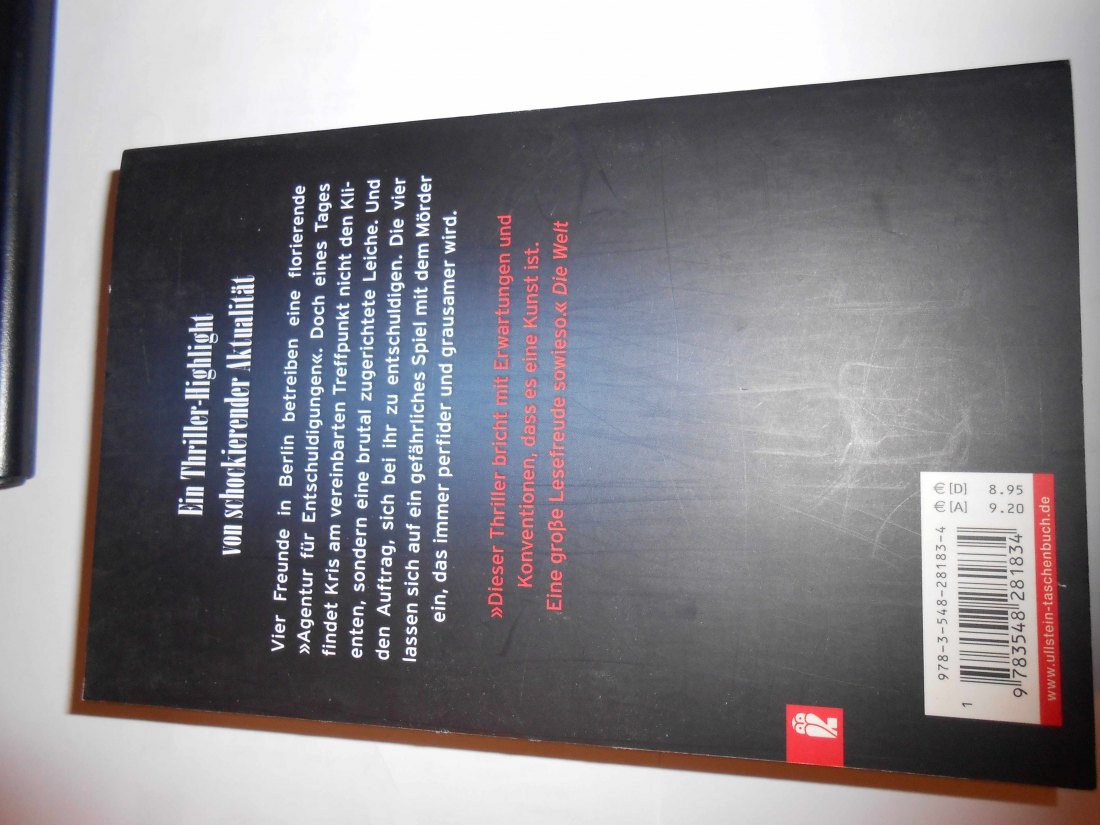 Ein Thriller-Highlight
von schockierender Aktualität
Vier Freunde in Berlin betreiben eine florierende
»Agentur für Entschuldigungen«. Doch eines Tages
findet Kris am vereinbarten Treffpunkt nicht den Kli-
enten, sondern eine brutal zugerichtete Leiche. Und
den Auftrag, sich bei ihr zu entschuldigen. Die vier
lassen sich auf ein gefährliches Spiel mit dem Mörder
ein, das immer perfider und grausamer wird.
»Dieser Thriller bricht mit Erwartungen und
Konventionen, dass es eine Kunst ist.
Eine große Lesefreude sowieso.« Die Welt
€ [D] 8.95
€ [A] 9.20
978-3-548-28183-4
1
9 783548 281834
www.ullstein-taschenbuch.de